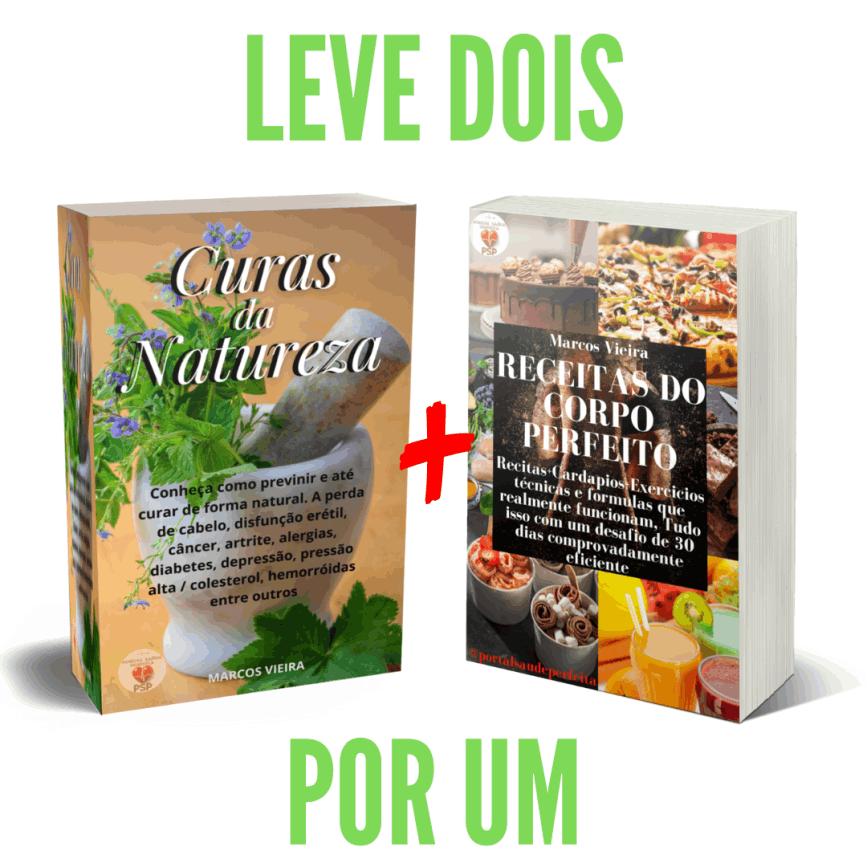 LEVE DOIS
Curas
da
Natureza
Conheça como previnir e até
curar de forma natural. A perda
de cabelo, disfunção erétil,
câncer, artrite, alergias,
diabetes, depressão, pressão
alta / colesterol, hemorróidas
entre outros
PSP
MARCOS VIEIRA
+
PSP
Marcos Vieira
RECEITAS DO
CORPO
PERFEITO
Recitas+Cardapios+Exercicios
técnicas e formulas que
realmente funcionam, Tudo
isso com um desafio de 30
dias comprovadamente
eficiente
@portalsaudeperfeita
POR UM